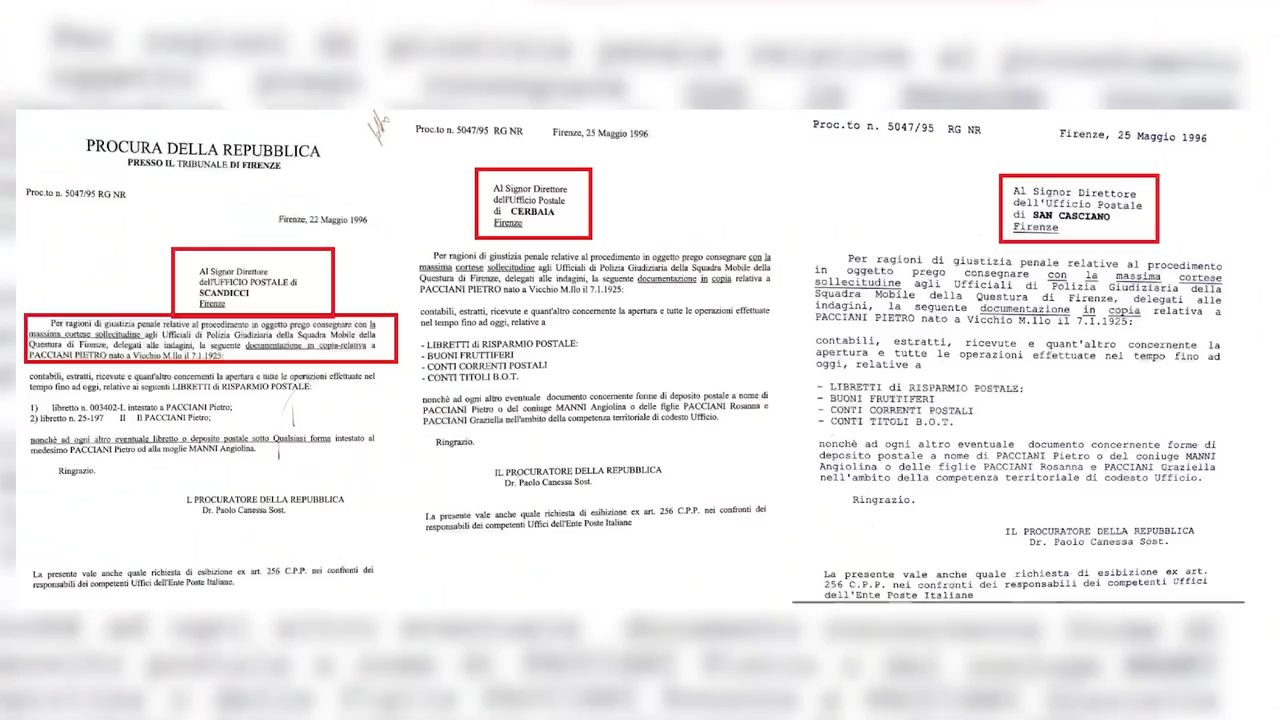 Per ragioni di giustizia penale relative al procedimento
oggetto prego consegnare
PROCURA DELLA REPUBBLICA
PRESSO IL TRIBUNALE DI FIRENZE
Proc.to n. 5047/95 RG NR
Firenze, 22 Maggio 1996
Al Signor Direttore
dell'UFFICIO POSTALE di
SCANDICCI
Firenze
Per ragioni di giustizia penale relative al procedimento in oggetto prego consegnare con la
massima cortese sollecitudine agli Ufficiali di Polizia Giudiziaria della Squadra Mobile della
Questura di Firenze, delegati alle indagini, la seguente documentazione in copia-relativa a
PACCIANI PIETRO nato a Vicchio M.llo il 7.1.1925:
contabili, estratti, ricevute e quant'altro concernenti la apertura e tutte le operazioni effettuate nel
tempo fino ad oggi, relative ai seguenti LIBRETTI di RISPARMIO POSTALE:
1) libretto n. 003402-L intestato a PACCIANI Pietro;
2) libretto n. 25-197 II Il PACCIANI Pietro;
nonchè ad ogni altro eventuale libretto o deposito postale sotto Qualsiasi forma intestato al
medesimo PACCIANI Pietro od alla moglie MANNI Angiolina.
Ringrazio.
L PROCURATORE DELLA REPUBBLICA
Dr. Paolo Canessa Sost.
La presente vale anche quale richiesta di esibizione ex art. 256 C.P.P. nei confronti dei
responsabili dei competenti Uffici dell'Ente Poste Italiane.
Proc.to n. 5047/95 RG NR Firenze, 25 Maggio 1996
Al Signor Direttore
dell'Ufficio Postale
di CERBAIA
Firenze
Per ragioni di giustizia penale relative al procedimento in oggetto prego consegnare con la
massima cortese sollecitudine agli Ufficiali di Polizia Giudiziaria della Squadra Mobile della
Questura di Firenze, delegati alle indagini, la seguente documentazione in copia relativa a
PACCIANI PIETRO nato a Vicchio M.llo il 7.1.1925:
contabili, estratti, ricevute e quant'altro concernenti la apertura e tutte le operazioni effettuate
nel tempo fino ad oggi, relative a
- LIBRETTI di RISPARMIO POSTALE:
- BUONI FRUTTIFERI
- CONTI CORRENTI POSTALI
- CONTI TITOLI B.O.T.
nonchè ad ogni altro eventuale documento concernente forme di deposito postale a nome di
PACCIANI Pietro o del coniuge MANNI Angiolina o delle figlie PACCIANI Rosanna e
PACCIANI Graziella nell'ambito della competenza territoriale di codesto Ufficio.
Ringrazio.
IL PROCURATORE DELLA REPUBBLICA
Dr. Paolo Canessa Sost.
La presente vale anche quale richiesta di esibizione ex art. 256 C.P.P. nei confronti dei
responsabili dei competenti Uffici dell'Ente Poste Italiane
Proc.to n. 5047/95 RG NR Firenze, 25 Maggio 1996
Al Signor Direttore
dell'Ufficio Postale
di SAN CASCIANO
Firenze
Per ragioni di giustizia penale relative al procedimento
in oggetto prego consegnare con la massima cortese
sollecitudine agli Ufficiali di Polizia Giudiziaria della
Squadra Mobile della Questura di Firenze, delegati alle
indagini, la seguente documentazione in copia relativa a
PACCIANI PIETRO nato a Vicchio M.llo il 7.1.1925:
contabili, estratti, ricevute e quant'altro concernenti la
apertura e tutte le operazioni effettuate nel tempo fino ad
oggi, relative a
- LIBRETTI di RISPARMIO POSTALE:
- BUONI FRUTTIFERI
- CONTI CORRENTI POSTALI
- CONTI TITOLI B.O.T.
nonchè ad ogni altro eventuale documento concernente forme di
deposito postale a nome di PACCIANI Pietro o del coniuge MANNI
Angiolina o delle figlie PACCIANI Rosanna e PACCIANI Graziella
nell'ambito della competenza territoriale di codesto Ufficio.
Ringrazio.
IL PROCURATORE DELLA REPUBBLICA
Dr. Paolo Canessa Sost.
La presente vale anche quale richiesta di esibizione ex art.
256 C.P.P. nei confronti dei responsabili dei competenti Uffici
dell'Ente Poste Italiane